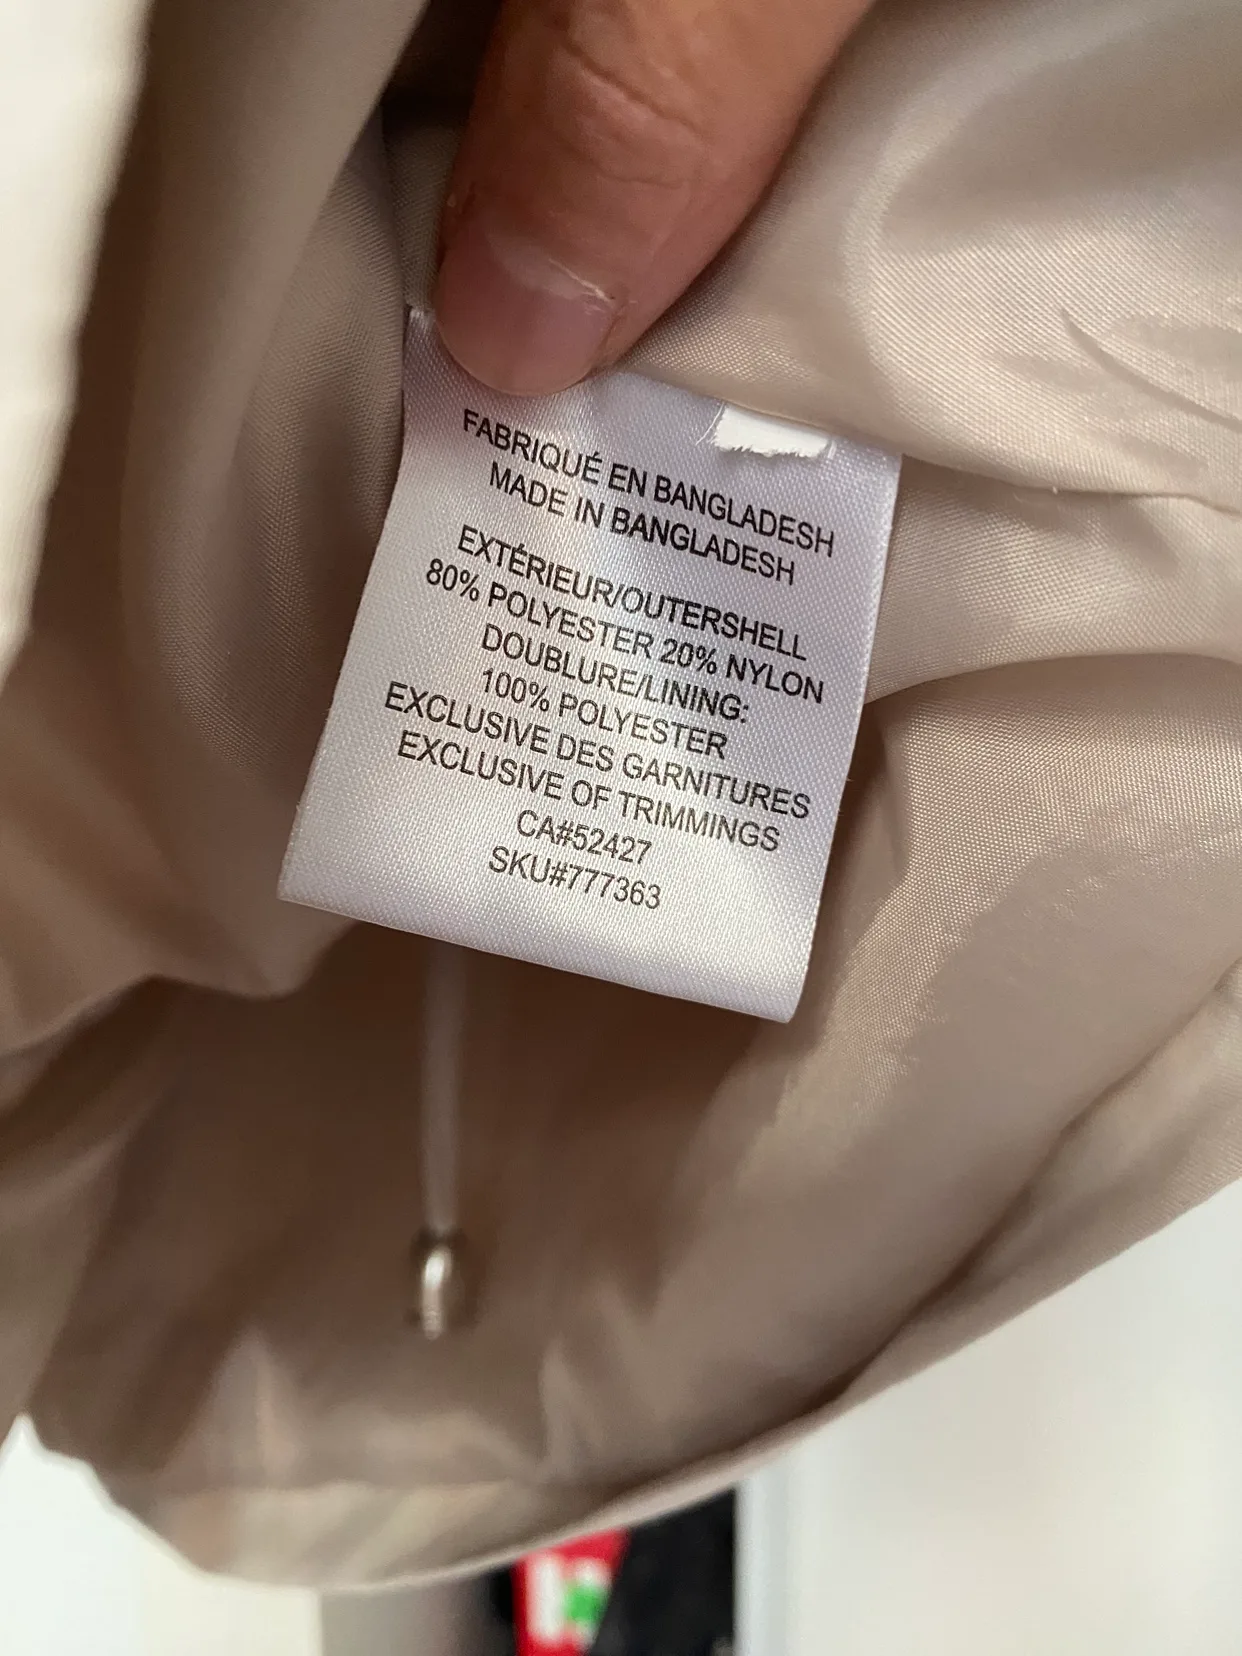 FABRIQUÉ EN BANGLADESH
MADE IN BANGLADESH
EXTÉRIEUR/OUTERSHELL
80% POLYESTER 20% NYLON
DOUBLURE/LINING:
100% POLYESTER
EXCLUSIVE DES GARNITURES
EXCLUSIVE OF TRIMMINGS
CA#52427
SKU#777363